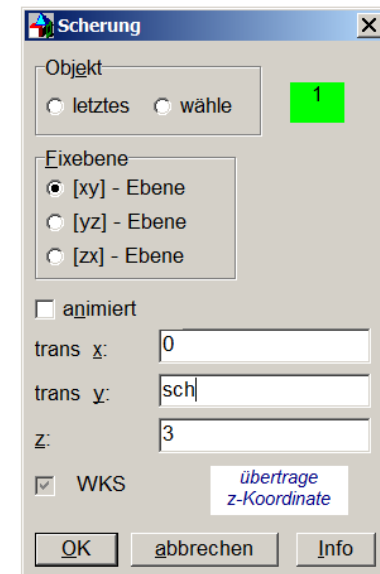 Scherung
Objekt
letztes wähle
1
Fixebene
[xy] - Ebene
[yz] - Ebene
[zx] - Ebene
animiert
trans x: 0
trans y: sch
z: 3
WKS
übertrage
z-Koordinate
OK abbrechen Info